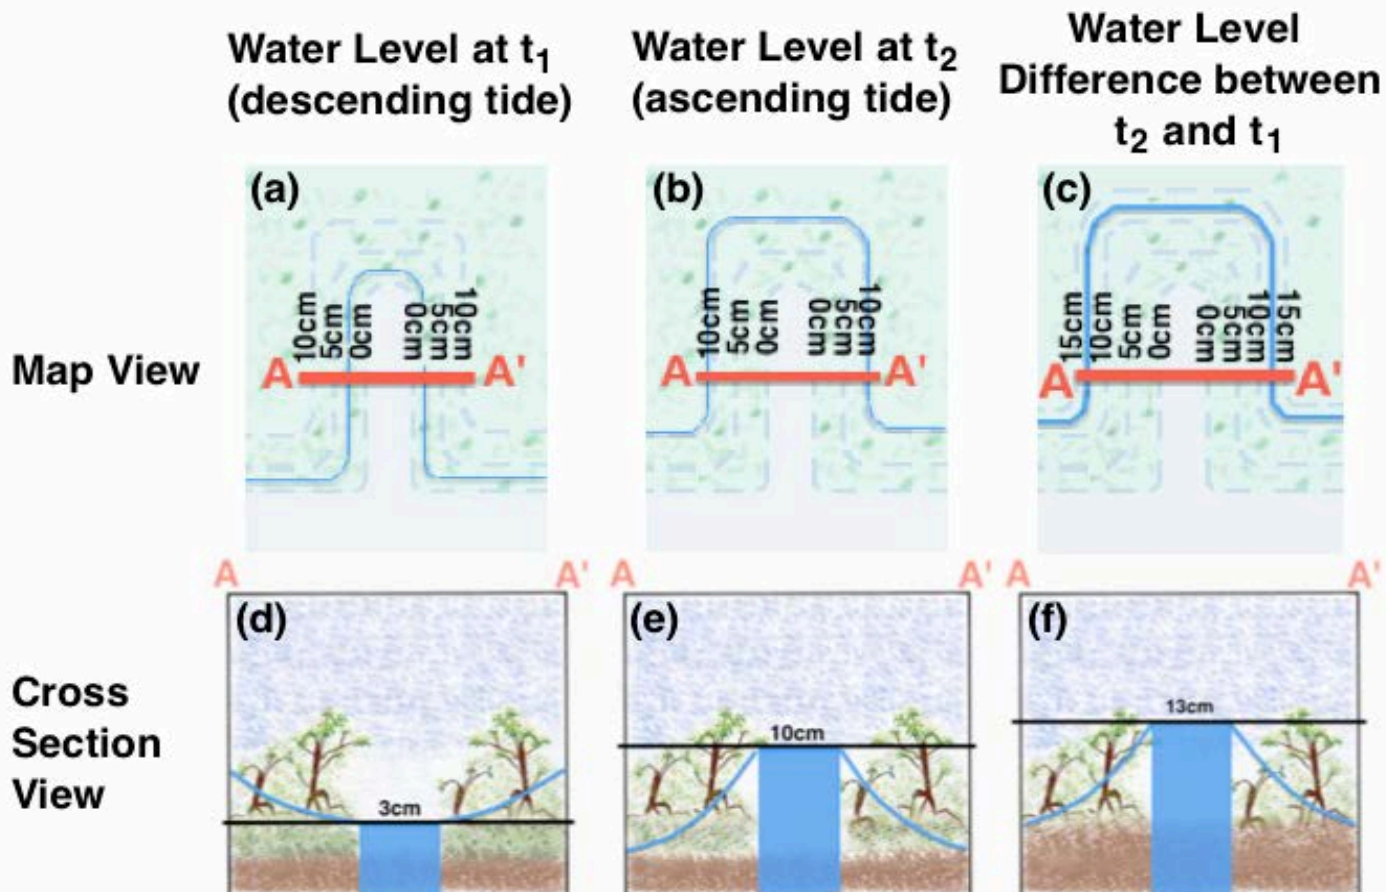 Water Level at t1
(descending tide)
Water Level at t2
(ascending tide)
Water Level
Difference between
t2 and t1
Map View
(a)
10cm
5cm
0cm
0cm
5cm
10cm
A
A'
(b)
10cm
5cm
0cm
0cm
5cm
10cm
A
A'
(c)
15cm
10cm
5cm
0cm
0cm
5cm
10cm
15cm
A
A'
Cross
Section
View
A
A'
(d)
3cm
A
A'
(e)
10cm
A
A'
(f)
13cm